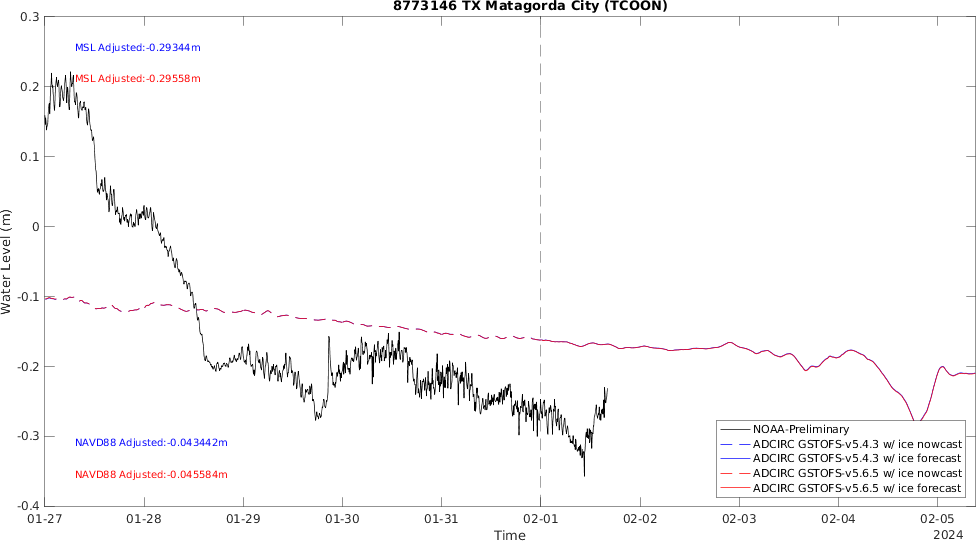 8773146 TX Matagorda City (TCOON)
0.3
0.2
0.1
0
-0.1
-0.2
-0.3
-0.4
Water Level (m)
MSL Adjusted:-0.29344m
MSL Adjusted:-0.29558m
NAVD88 Adjusted:-0.043442m
NAVD88 Adjusted:-0.045584m
NOAA-Preliminary
ADCIRC GSTOFS-v5.4.3 w/ ice nowcast
ADCIRC GSTOFS-v5.4.3 w/ ice forecast
ADCIRC GSTOFS-v5.6.5 w/ ice nowcast
ADCIRC GSTOFS-v5.6.5 w/ ice forecast
01-27 01-28 01-29 01-30 01-31 02-01 02-02 02-03 02-04 02-05
Time
2024